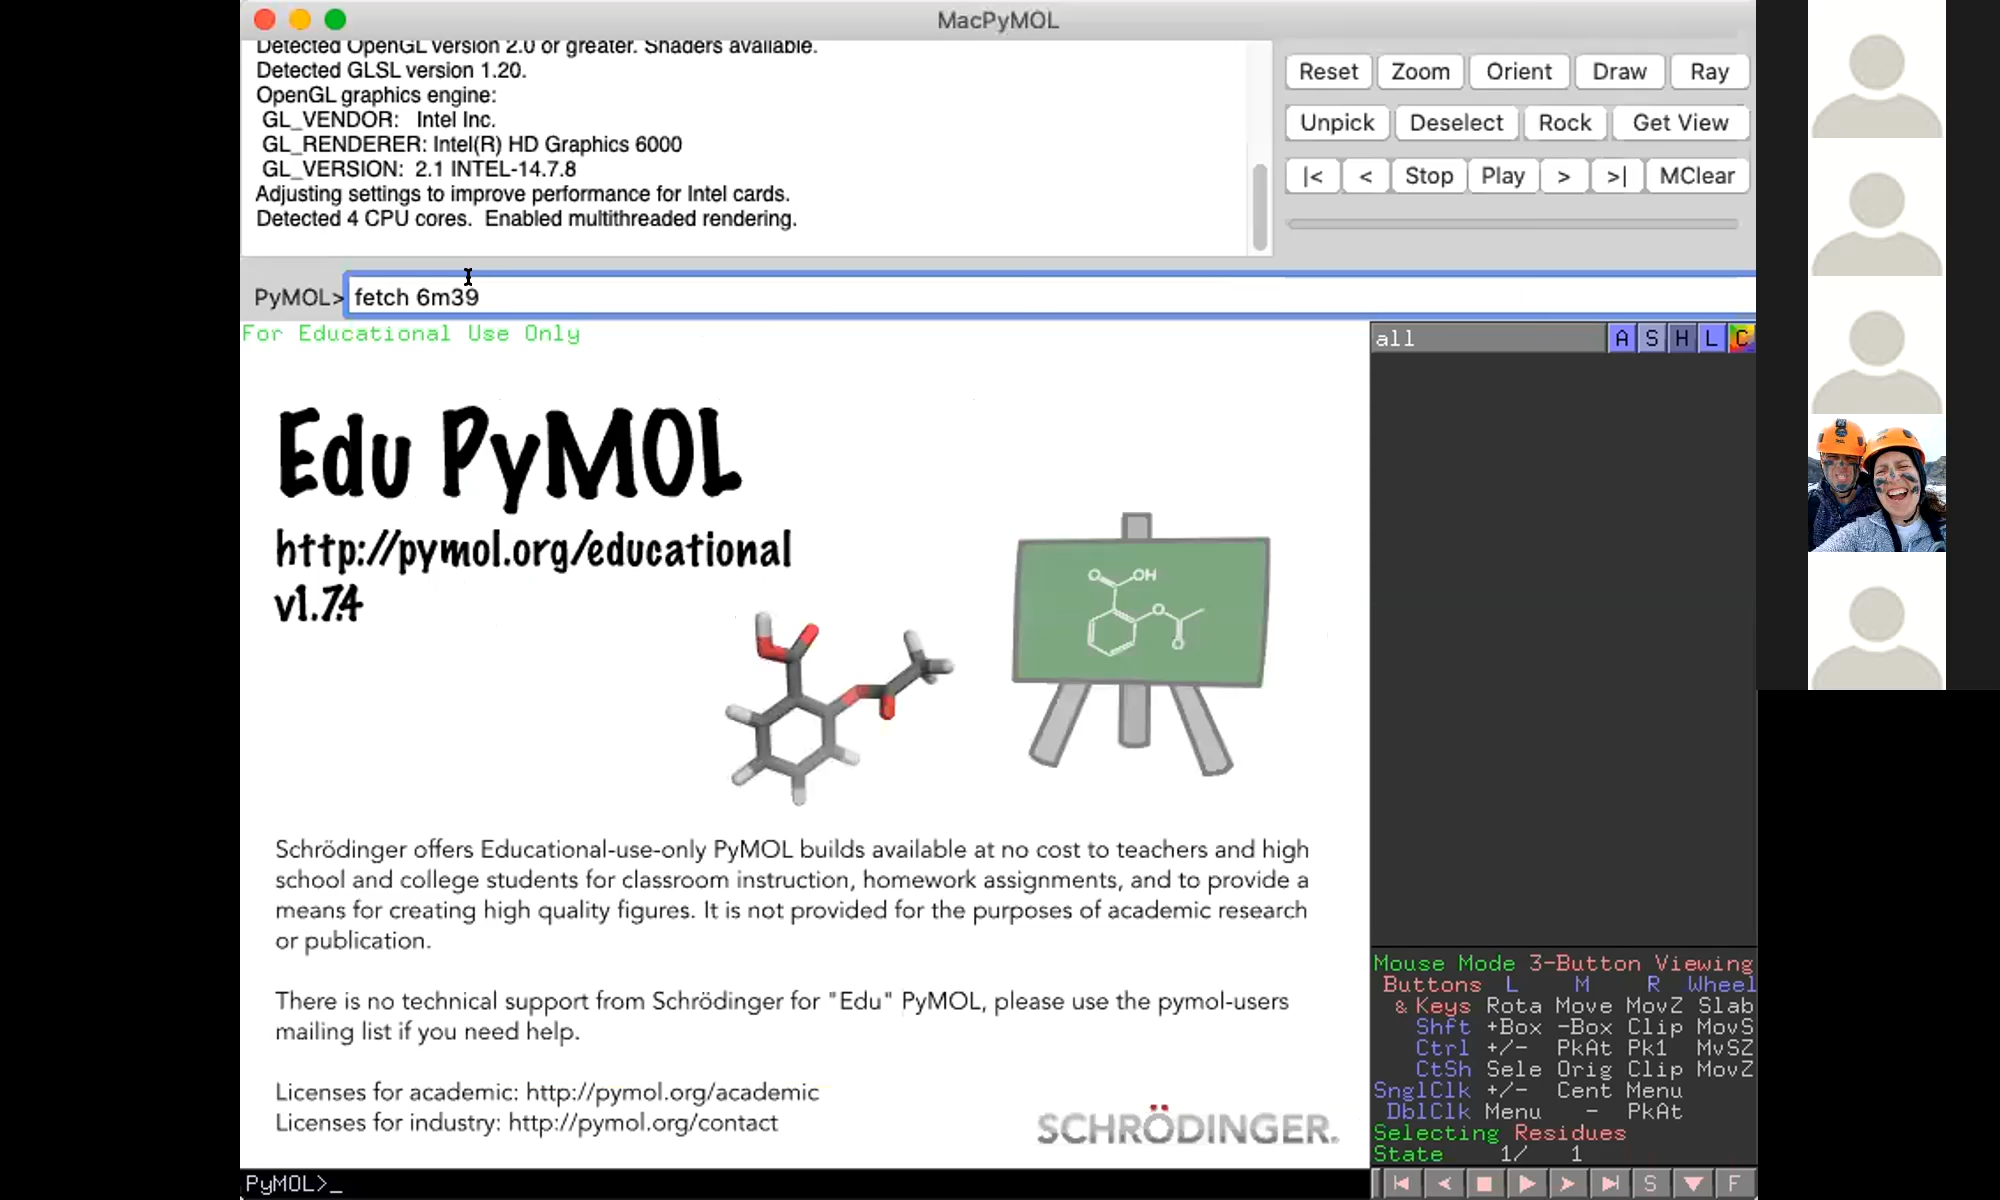 MacPyMOL
Detected OpenGL version 2.0 or greater. Shaders available.
Detected GLSL version 1.20.
OpenGL graphics engine:
GL_VENDOR: Intel Inc.
GL_RENDERER: Intel(R) HD Graphics 6000
GL_VERSION: 2.1 INTEL-14.7.8
Adjusting settings to improve performance for Intel cards.
Detected 4 CPU cores. Enabled multithreaded rendering.
Reset Zoom Orient Draw Ray
Unpick Deselect Rock Get View
|< < Stop Play > >| MClear
PyMOL> fetch 6m39
For Educational Use Only
all A S H L C
Edu PyMOL
http://pymol.org/educational
v1.7.4
O OH
O
O
Schrödinger offers Educational-use-only PyMOL builds available at no cost to teachers and high
school and college students for classroom instruction, homework assignments, and to provide a
means for creating high quality figures. It is not provided for the purposes of academic research
or publication.
There is no technical support from Schrödinger for "Edu" PyMOL, please use the pymol-users
mailing list if you need help.
Licenses for academic: http://pymol.org/academic
Licenses for industry: http://pymol.org/contact
SCHRÖDINGER.
Mouse Mode 3-Button Viewing
Buttons L M R Wheel
& Keys Rota Move MovZ Slab
Shft +Box -Box Clip MovS
Ctrl +/- PkAt Pk1 MvSZ
CtSh Sele Orig Clip MovZ
SnglClk +/- Cent Menu
DblClk Menu - PkAt
Selecting Residues
State 1/ 1
PyMOL>_
S F